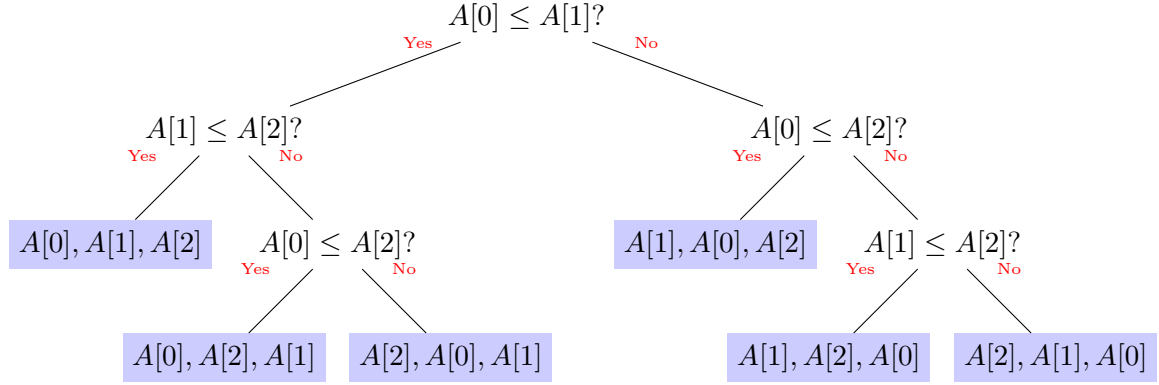 A[0] ≤ A[1]?
Yes No
A[1] ≤ A[2]? A[0] ≤ A[2]?
Yes No Yes No
A[0], A[1], A[2] A[0] ≤ A[2]? A[1], A[0], A[2] A[1] ≤ A[2]?
Yes No Yes No
A[0], A[2], A[1] A[2], A[0], A[1] A[1], A[2], A[0] A[2], A[1], A[0]